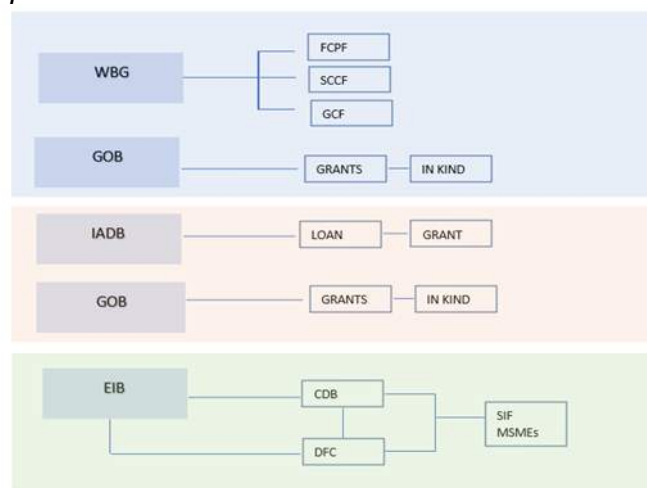 WBG
FCPF
SCCF
GCF
GOB
GRANTS
IN KIND
IADB
LOAN
GRANT
GOB
GRANTS
IN KIND
EIB
CDB
DFC
SIF
MSMEs